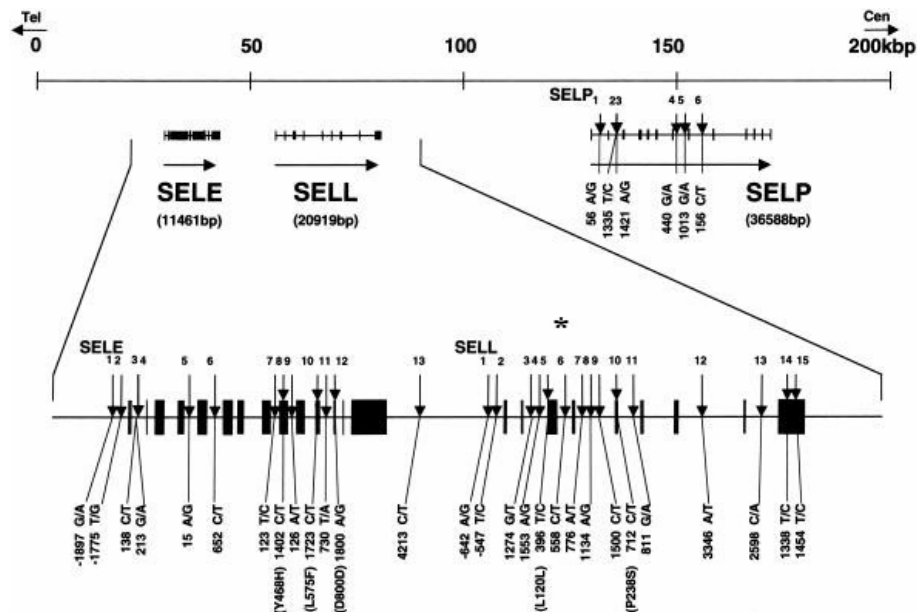 Tel Cen
0 50 100 150 200kbp
SELP 1 23 4 5 6
SELE SELL SELP
(11461bp) (20919bp) (36588bp)
56 A/G
1335 T/C
1421 A/G
440 G/A
1013 G/A
156 C/T
*
SELE SELL
1 2 3 4 5 6 7 8 9 10 11 12 13 1 2 3 4 5 6 7 8 9 10 11 12 13 14 15
-1897 G/A
-1775 T/G
138 C/T
213 G/A
15 A/G
652 C/T
123 T/C
1402 C/T
(Y468H)
126 A/T
1723 C/T
(L575F)
730 T/A
1800 A/G
(D800D)
4213 C/T
-642 A/G
-547 T/C
1274 G/T
1553 A/G
396 T/C
(L120L)
558 C/T
776 A/T
1134 A/G
1500 C/T
712 C/T
(P238S)
811 G/A
3346 A/T
2598 C/A
1338 T/C
1454 T/C